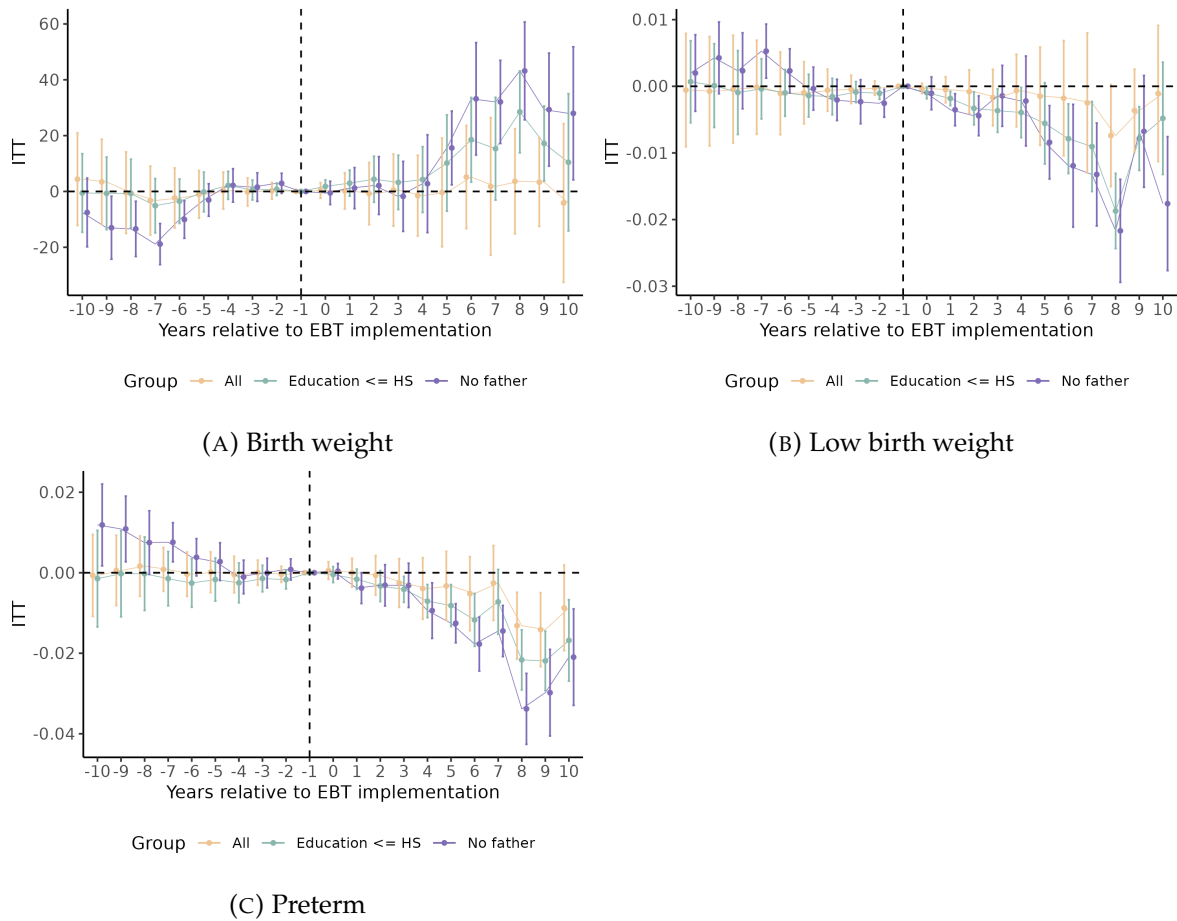 60
40
20
0
-20
ITT
-10 -9 -8 -7 -6 -5 -4 -3 -2 -1 0 1 2 3 4 5 6 7 8 9 10
Years relative to EBT implementation
Group All Education <= HS No father
(A) Birth weight
0.01
0.00
-0.01
-0.02
-0.03
ITT
-10 -9 -8 -7 -6 -5 -4 -3 -2 -1 0 1 2 3 4 5 6 7 8 9 10
Years relative to EBT implementation
Group All Education <= HS No father
(B) Low birth weight
0.02
0.00
-0.02
-0.04
ITT
-10 -9 -8 -7 -6 -5 -4 -3 -2 -1 0 1 2 3 4 5 6 7 8 9 10
Years relative to EBT implementation
Group All Education <= HS No father
(C) Preterm